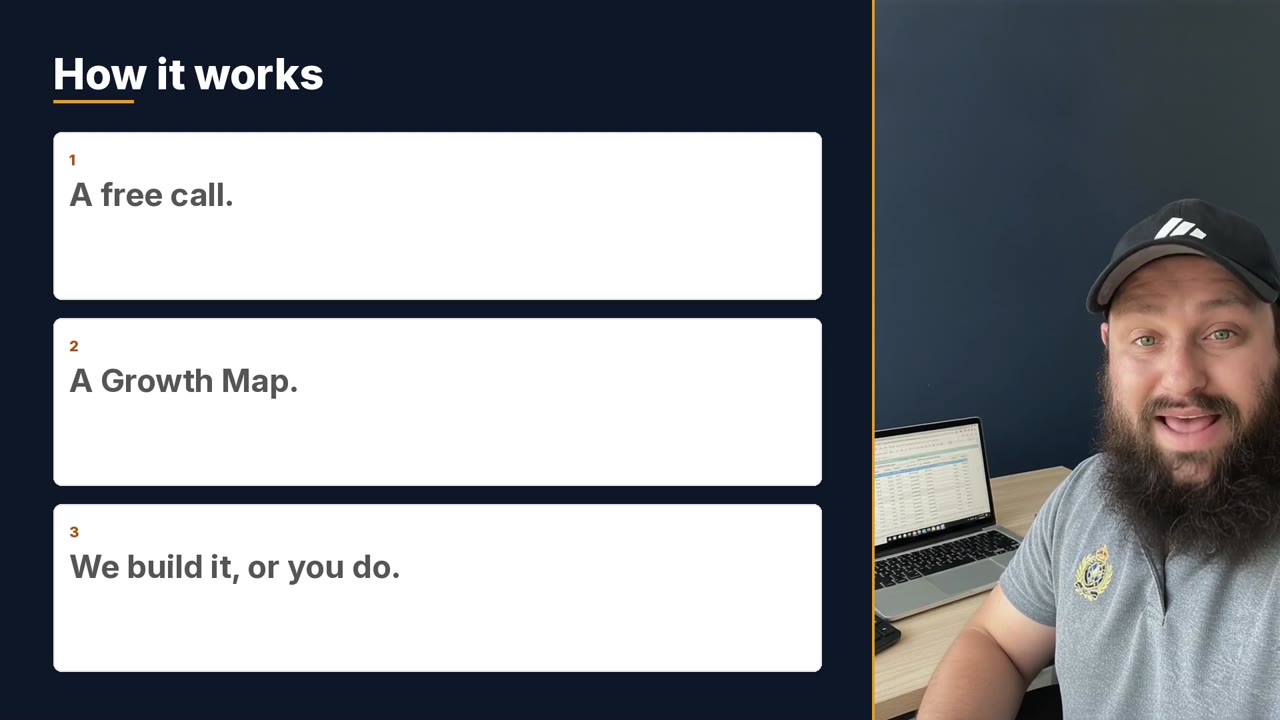 How it works
1
A free call.
2
A Growth Map.
3
We build it, or you do.